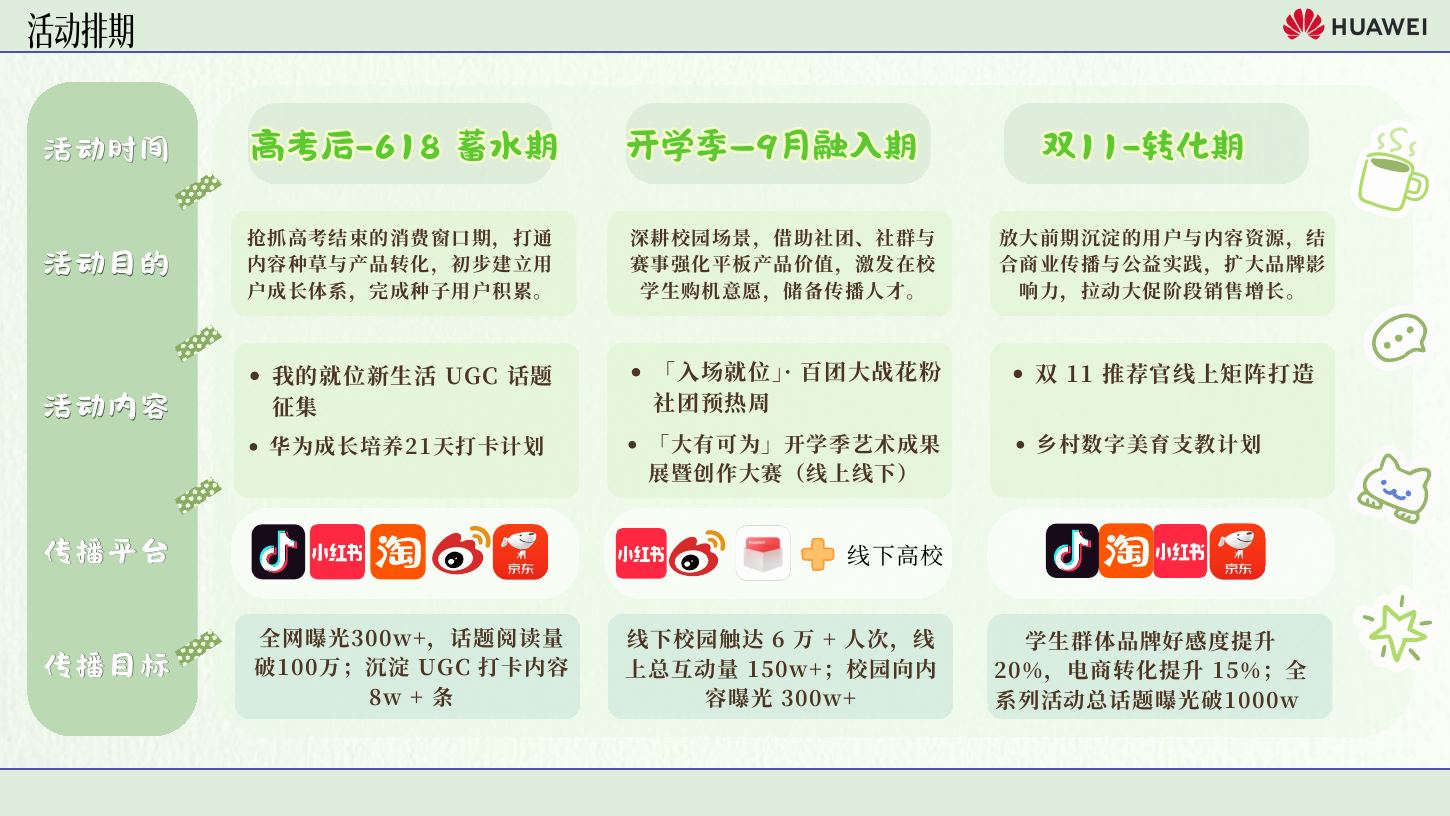 活动排期
HUAWEI
活动时间
高考后-618 蓄水期
开学季—9月融入期
双11-转化期
活动目的
抢抓高考结束的消费窗口期，打通
内容种草与产品转化，初步建立用
户成长体系，完成种子用户积累。
深耕校园场景，借助社团、社群与
赛事强化平板产品价值，激发在校
学生购机意愿，储备传播人才。
放大前期沉淀的用户与内容资源，结
合商业传播与公益实践，扩大品牌影
响力，拉动大促阶段销售增长。
活动内容
• 我的就位新生活 UGC 话题
征集
• 华为成长培养21天打卡计划
• 「入场就位」· 百团大战花粉
社团预热周
• 「大有可为」开学季艺术成果
展暨创作大赛（线上线下）
• 双 11 推荐官线上矩阵打造
• 乡村数字美育支教计划
传播平台
小红书
淘
京东
小红书
HUAWEI
线下高校
淘
小红书
京东
传播目标
全网曝光300w+，话题阅读量
破100万；沉淀 UGC 打卡内容
8w + 条
线下校园触达 6 万 + 人次，线
上总互动量 150w+；校园向内
容曝光 300w+
学生群体品牌好感度提升
20%，电商转化提升 15%；全
系列活动总话题曝光破1000w